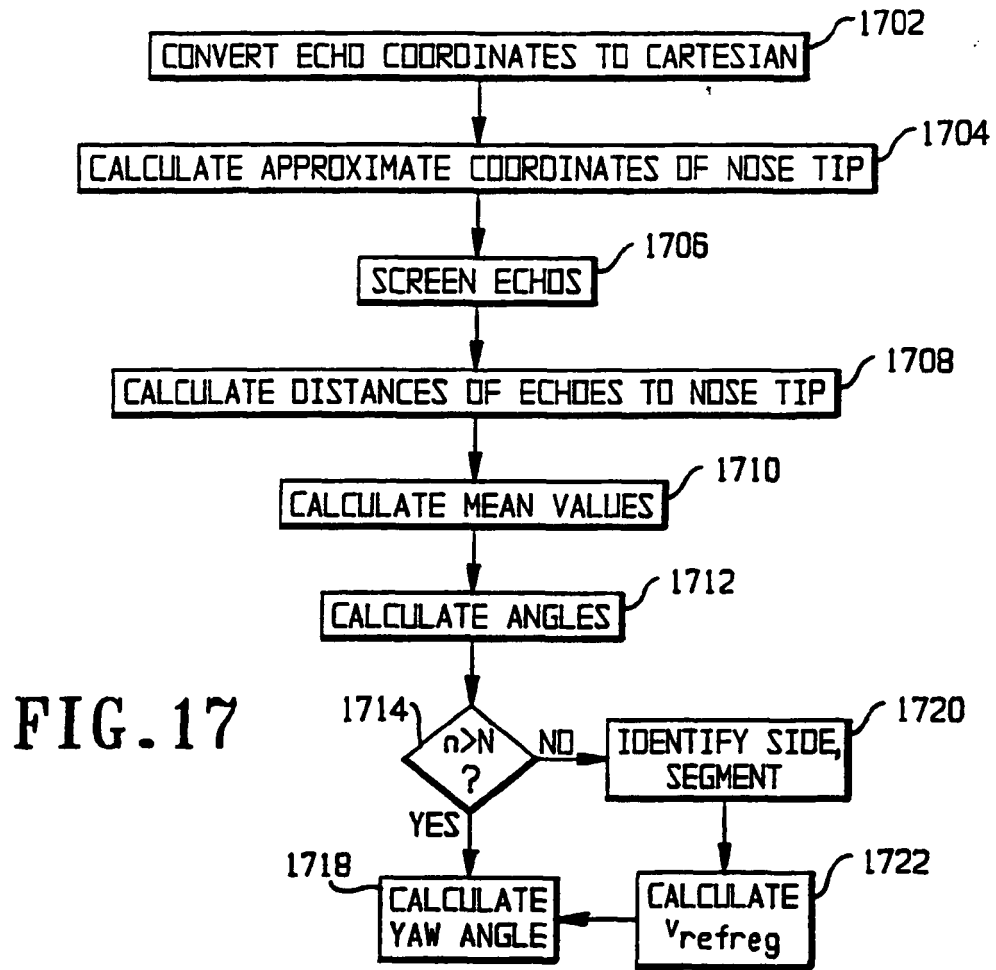 1702
CONVERT ECHO COORDINATES TO CARTESIAN
1704
CALCULATE APPROXIMATE COORDINATES OF NOSE TIP
1706
SCREEN ECHOS
1708
CALCULATE DISTANCES OF ECHOES TO NOSE TIP
1710
CALCULATE MEAN VALUES
1712
CALCULATE ANGLES
FIG. 17
1714
n>N
?
NO
1720
IDENTIFY SIDE,
SEGMENT
YES
1718
CALCULATE
YAW ANGLE
1722
CALCULATE
vrefreg